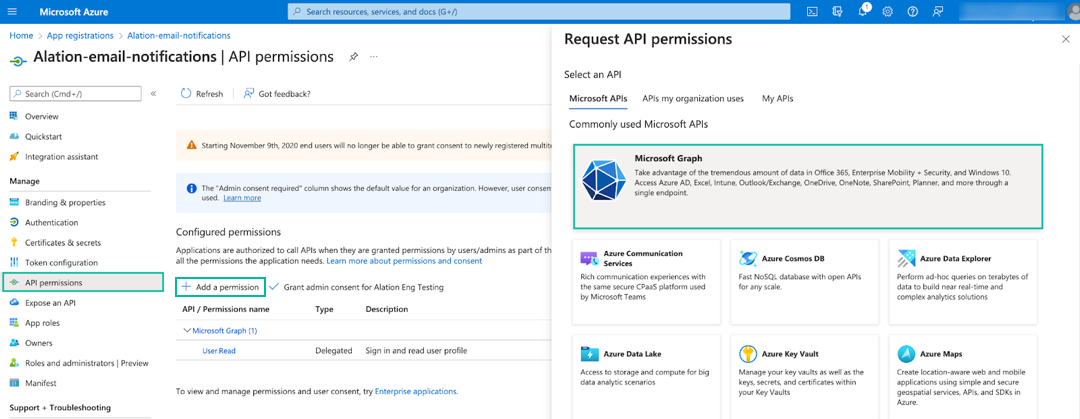 Microsoft Azure
Search resources, services, and docs (G+/)
1
Home > App registrations > Alation-email-notifications
Alation-email-notifications | API permissions
...
Search (Cmd+/)
«
Refresh
Got feedback?
Overview
Quickstart
Integration assistant
Manage
Branding & properties
Authentication
Certificates & secrets
Token configuration
API permissions
Expose an API
App roles
Owners
Roles and administrators | Preview
Manifest
Support + Troubleshooting
Starting November 9th, 2020 end users will no longer be able to grant consent to newly registered multite
The "Admin consent required" column shows the default value for an organization. However, user consen
used. Learn more
Configured permissions
Applications are authorized to call APIs when they are granted permissions by users/admins as part of th
all the permissions the application needs. Learn more about permissions and consent
Add a permission
Grant admin consent for Alation Eng Testing
API / Permissions name
Type
Description
Microsoft Graph (1)
User.Read
Delegated
Sign in and read user profile
To view and manage permissions and user consent, try Enterprise applications.
Request API permissions
Select an API
Microsoft APIs
APIs my organization uses
My APIs
Commonly used Microsoft APIs
Microsoft Graph
Take advantage of the tremendous amount of data in Office 365, Enterprise Mobility + Security, and Windows 10.
Access Azure AD, Excel, Intune, Outlook/Exchange, OneDrive, OneNote, SharePoint, Planner, and more through a
single endpoint.
Azure Communication
Services
Rich communication experiences with
the same secure CPaaS platform used
by Microsoft Teams
Azure Cosmos DB
Fast NoSQL database with open APIs
for any scale.
Azure Data Explorer
Perform ad-hoc queries on terabytes of
data to build near real-time and
complex analytics solutions
Azure Data Lake
Access to storage and compute for big
data analytic scenarios
Azure Key Vault
Manage your key vaults as well as the
keys, secrets, and certificates within
your Key Vaults
Azure Maps
Create location-aware web and mobile
applications using simple and secure
geospatial services, APIs, and SDKs in
Azure.